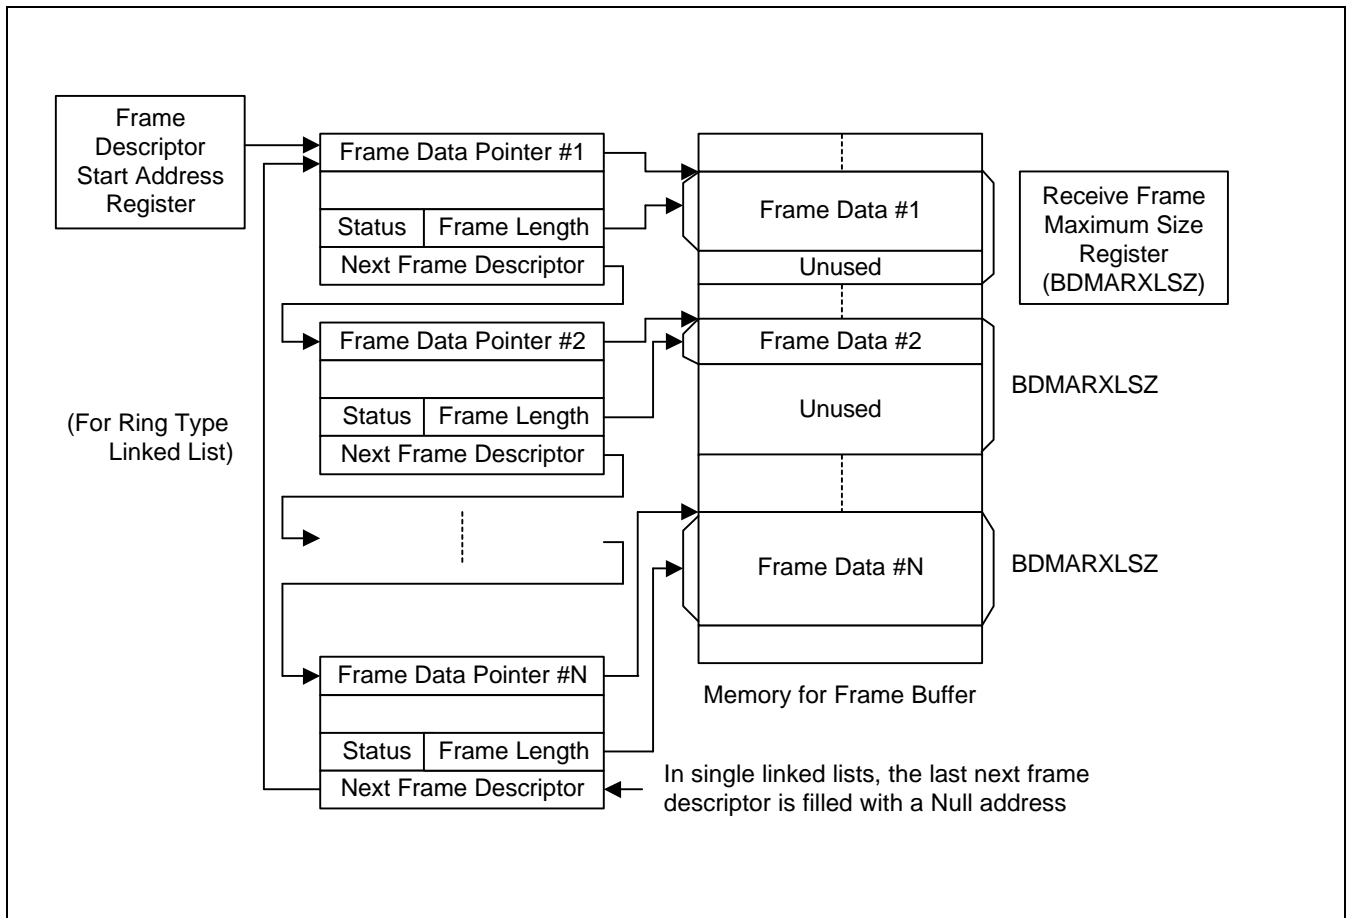 Frame
Descriptor
Start Address
Register
Frame Data Pointer #1
Status
Frame Length
Next Frame Descriptor
Frame Data #1
Unused
Receive Frame
Maximum Size
Register
(BDMARXLSZ)
Frame Data Pointer #2
Status
Frame Length
Next Frame Descriptor
Frame Data #2
Unused
BDMARXLSZ
(For Ring Type
Linked List)
Frame Data #N
BDMARXLSZ
Frame Data Pointer #N
Status
Frame Length
Next Frame Descriptor
Memory for Frame Buffer
In single linked lists, the last next frame
descriptor is filled with a Null address